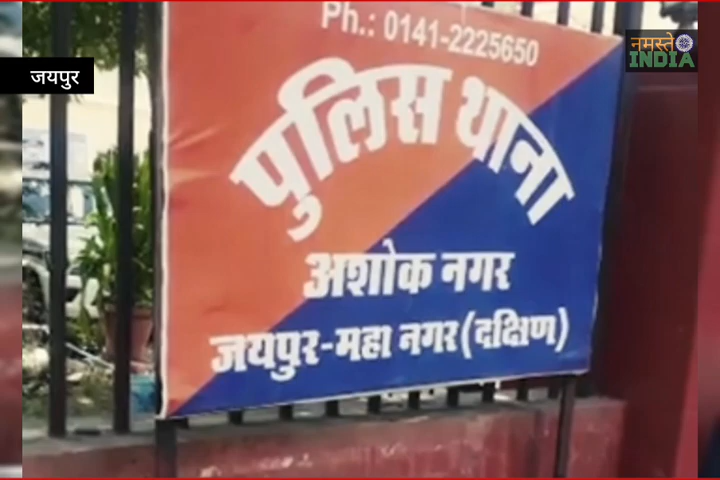 Ph.: 0141-2225650
नमस्ते
INDIA
जयपुर
पुलिस थाना
अशोक नगर
जयपुर-महा नगर (दक्षिण)